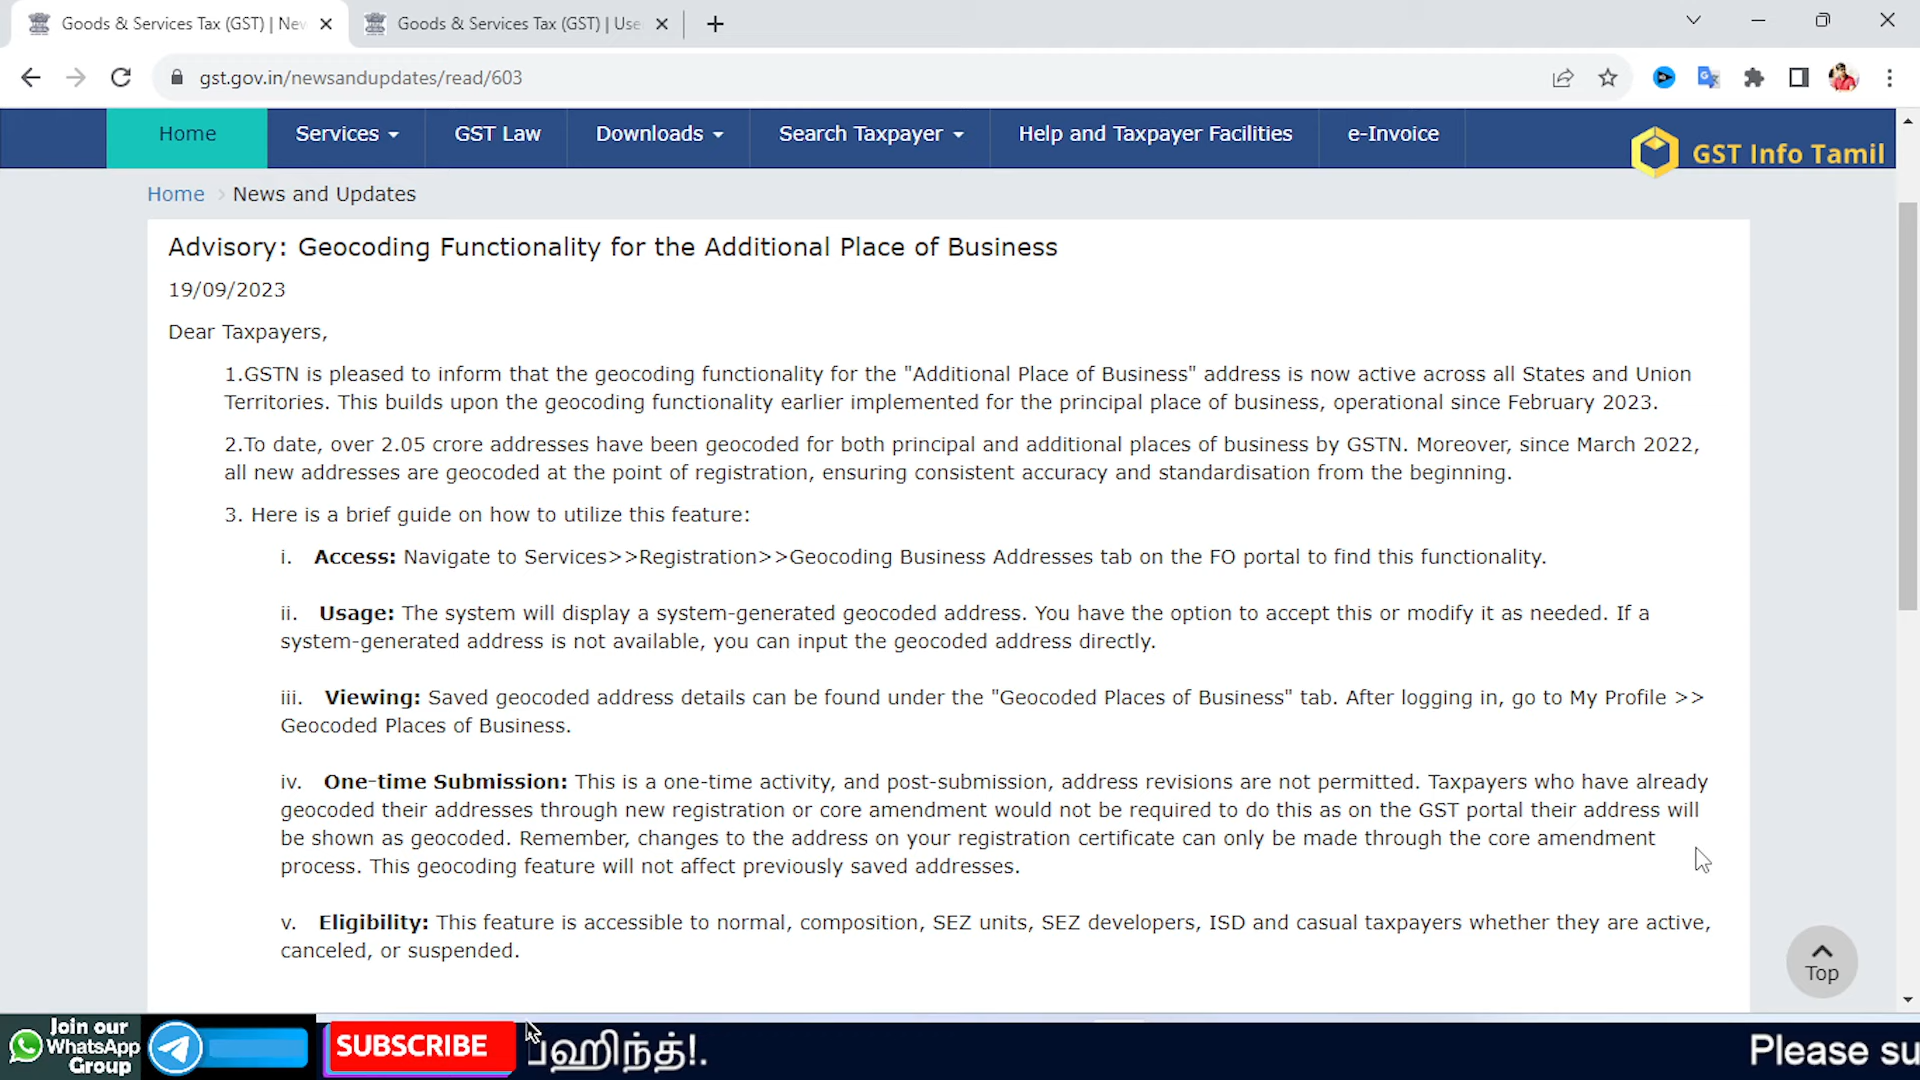 Goods & Services Tax (GST) | Nev
Goods & Services Tax (GST) | Use
gst.gov.in/newsandupdates/read/603
Home
Services
GST Law
Downloads
Search Taxpayer
Help and Taxpayer Facilities
e-Invoice
GST Info Tamil
Home > News and Updates
Advisory: Geocoding Functionality for the Additional Place of Business
19/09/2023
Dear Taxpayers,
1.GSTN is pleased to inform that the geocoding functionality for the "Additional Place of Business" address is now active across all States and Union
Territories. This builds upon the geocoding functionality earlier implemented for the principal place of business, operational since February 2023.
2.To date, over 2.05 crore addresses have been geocoded for both principal and additional places of business by GSTN. Moreover, since March 2022,
all new addresses are geocoded at the point of registration, ensuring consistent accuracy and standardisation from the beginning.
3. Here is a brief guide on how to utilize this feature:
i. Access: Navigate to Services>>Registration>>Geocoding Business Addresses tab on the FO portal to find this functionality.
ii. Usage: The system will display a system-generated geocoded address. You have the option to accept this or modify it as needed. If a
system-generated address is not available, you can input the geocoded address directly.
iii. Viewing: Saved geocoded address details can be found under the "Geocoded Places of Business" tab. After logging in, go to My Profile >>
Geocoded Places of Business.
iv. One-time Submission: This is a one-time activity, and post-submission, address revisions are not permitted. Taxpayers who have already
geocoded their addresses through new registration or core amendment would not be required to do this as on the GST portal their address will
be shown as geocoded. Remember, changes to the address on your registration certificate can only be made through the core amendment
process. This geocoding feature will not affect previously saved addresses.
v. Eligibility: This feature is accessible to normal, composition, SEZ units, SEZ developers, ISD and casual taxpayers whether they are active,
canceled, or suspended.
Top
Join our
WhatsApp
Group
SUBSCRIBE
ஹிந்த்!.
Please su